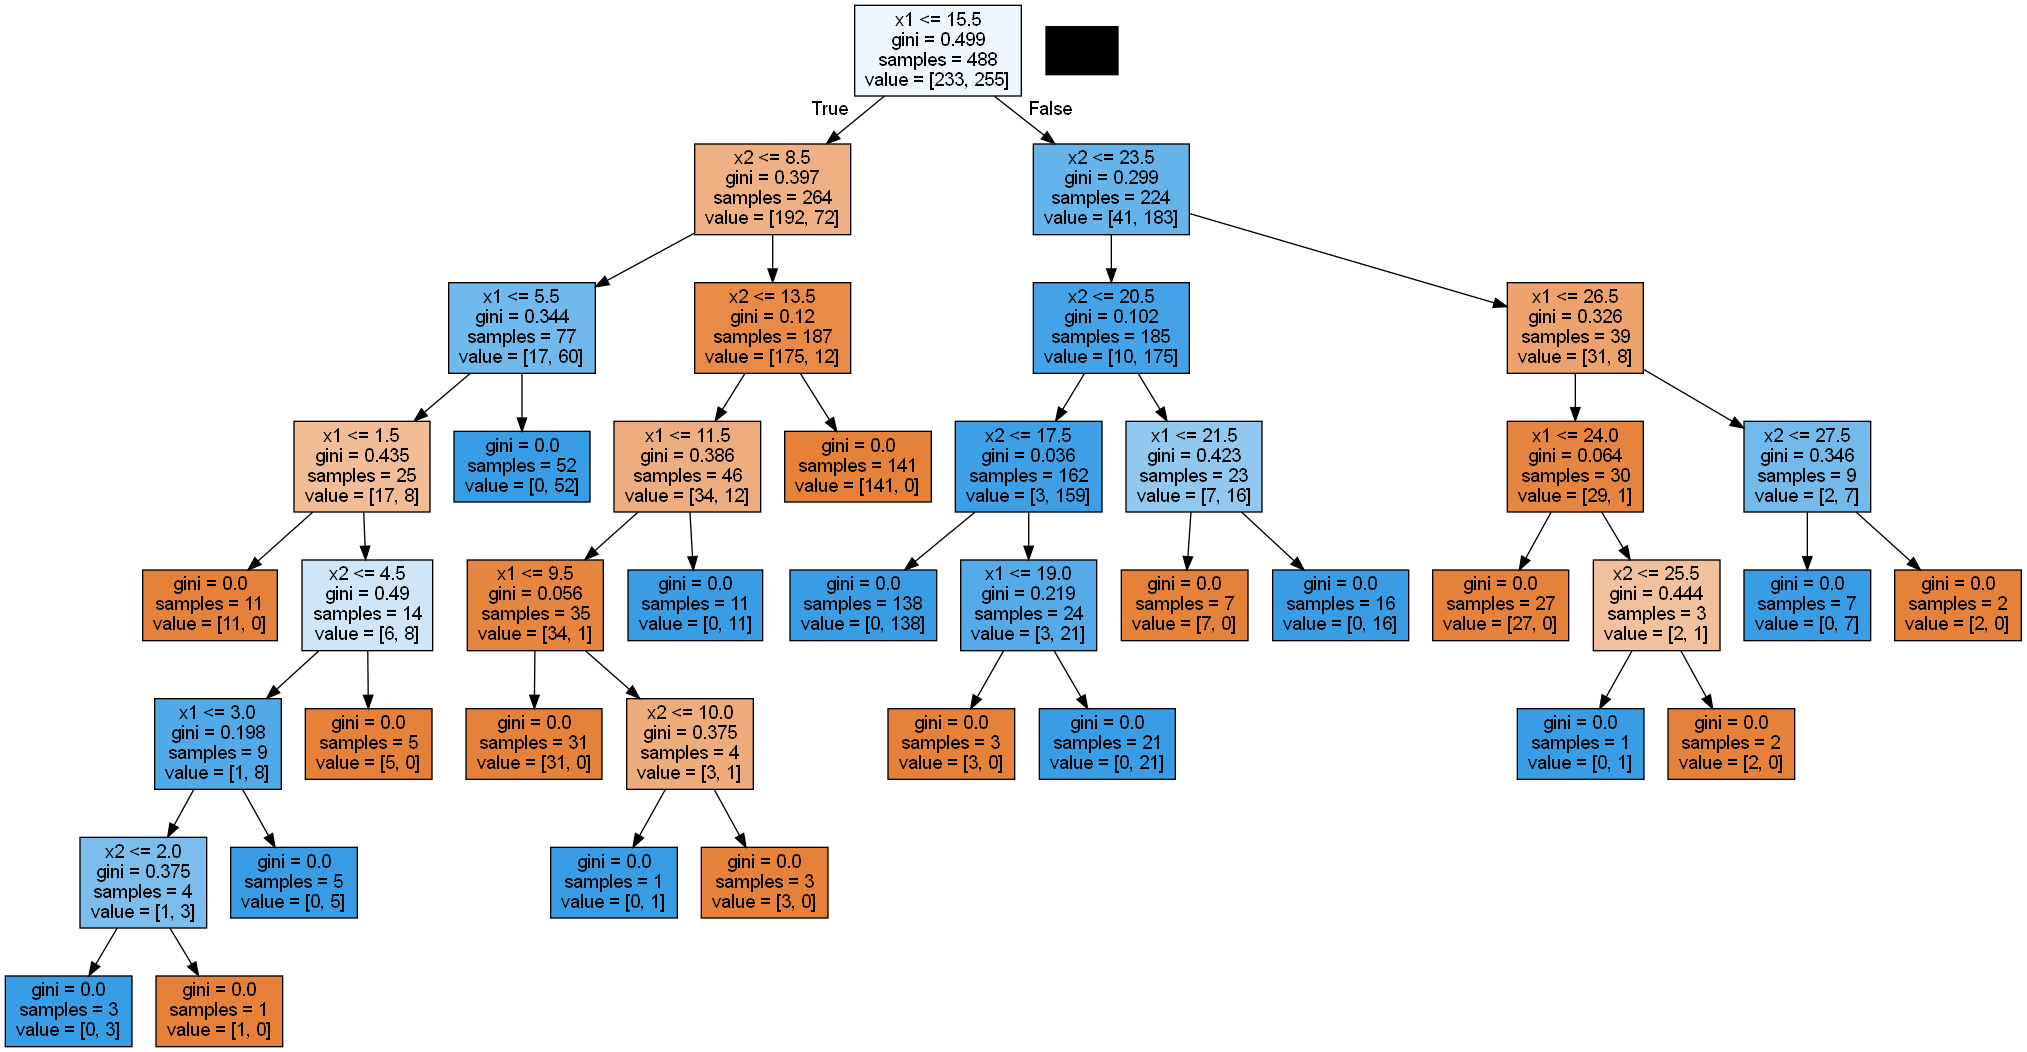 x1 <= 15.5
gini = 0.499
samples = 488
value = [233, 255]
True
False
x2 <= 8.5
gini = 0.397
samples = 264
value = [192, 72]
x2 <= 23.5
gini = 0.299
samples = 224
value = [41, 183]
x1 <= 5.5
gini = 0.344
samples = 77
value = [17, 60]
x2 <= 13.5
gini = 0.12
samples = 187
value = [175, 12]
x2 <= 20.5
gini = 0.102
samples = 185
value = [10, 175]
x1 <= 26.5
gini = 0.326
samples = 39
value = [31, 8]
x1 <= 1.5
gini = 0.435
samples = 25
value = [17, 8]
gini = 0.0
samples = 52
value = [0, 52]
x1 <= 11.5
gini = 0.386
samples = 46
value = [34, 12]
gini = 0.0
samples = 141
value = [141, 0]
x2 <= 17.5
gini = 0.036
samples = 162
value = [3, 159]
x1 <= 21.5
gini = 0.423
samples = 23
value = [7, 16]
x1 <= 24.0
gini = 0.064
samples = 30
value = [29, 1]
x2 <= 27.5
gini = 0.346
samples = 9
value = [2, 7]
gini = 0.0
samples = 11
value = [11, 0]
x2 <= 4.5
gini = 0.49
samples = 14
value = [6, 8]
x1 <= 9.5
gini = 0.056
samples = 35
value = [34, 1]
gini = 0.0
samples = 11
value = [0, 11]
gini = 0.0
samples = 138
value = [0, 138]
x1 <= 19.0
gini = 0.219
samples = 24
value = [3, 21]
gini = 0.0
samples = 7
value = [7, 0]
gini = 0.0
samples = 16
value = [0, 16]
gini = 0.0
samples = 27
value = [27, 0]
x2 <= 25.5
gini = 0.444
samples = 3
value = [2, 1]
gini = 0.0
samples = 7
value = [0, 7]
gini = 0.0
samples = 2
value = [2, 0]
x1 <= 3.0
gini = 0.198
samples = 9
value = [1, 8]
gini = 0.0
samples = 5
value = [5, 0]
gini = 0.0
samples = 31
value = [31, 0]
x2 <= 10.0
gini = 0.375
samples = 4
value = [3, 1]
gini = 0.0
samples = 3
value = [3, 0]
gini = 0.0
samples = 21
value = [0, 21]
gini = 0.0
samples = 1
value = [0, 1]
gini = 0.0
samples = 2
value = [2, 0]
x2 <= 2.0
gini = 0.375
samples = 4
value = [1, 3]
gini = 0.0
samples = 5
value = [0, 5]
gini = 0.0
samples = 1
value = [0, 1]
gini = 0.0
samples = 3
value = [3, 0]
gini = 0.0
samples = 3
value = [0, 3]
gini = 0.0
samples = 1
value = [1, 0]